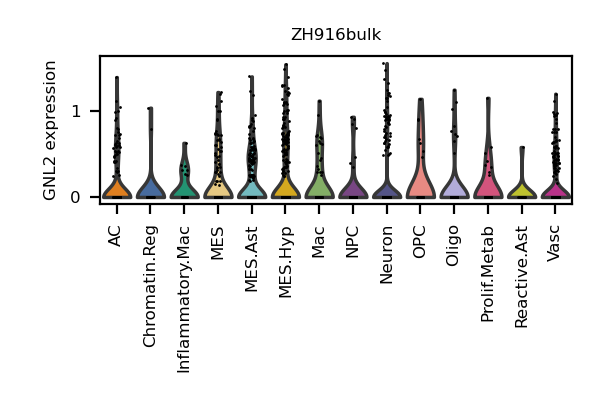 ZH916bulk
GNL2 expression
1
0
AC
Chromatin.Reg
Inflammatory.Mac
MES
MES.Ast
MES.Hyp
Mac
NPC
Neuron
OPC
Oligo
Prolif.Metab
Reactive.Ast
Vasc